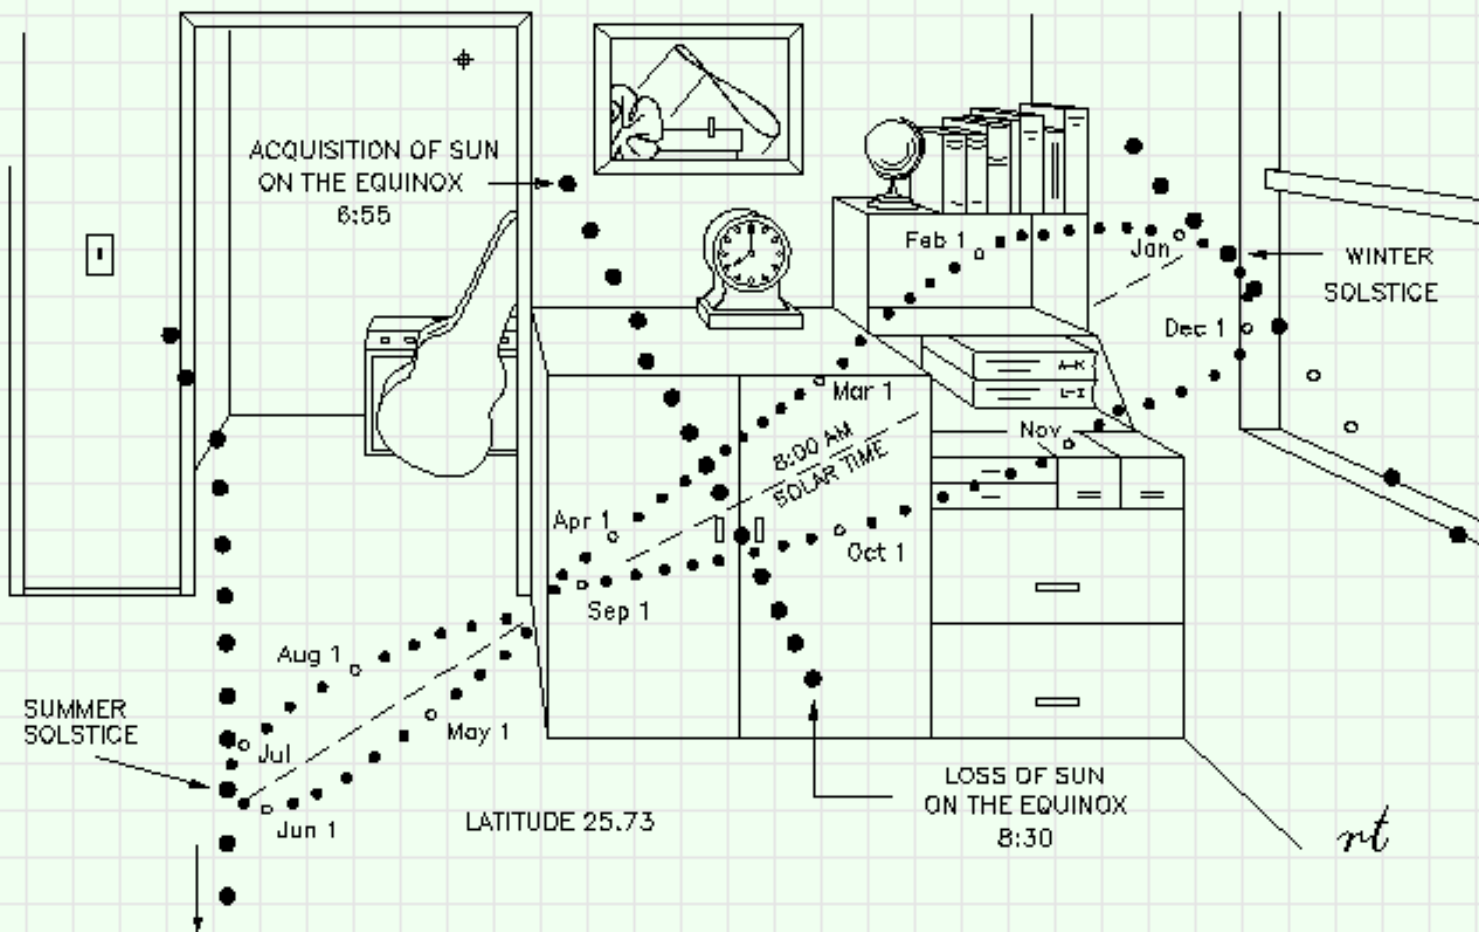 ACQUISITION OF SUN
ON THE EQUINOX
6:55
Feb 1
Jan
WINTER
SOLSTICE
Dec 1
A-K
L-Z
Mar 1
Nov
8:00 AM
SOLAR TIME
Apr 1
Oct 1
Sep 1
Aug 1
SUMMER
SOLSTICE
May 1
Jul
Jun 1
LATITUDE 25.73
LOSS OF SUN
ON THE EQUINOX
8:30
rt